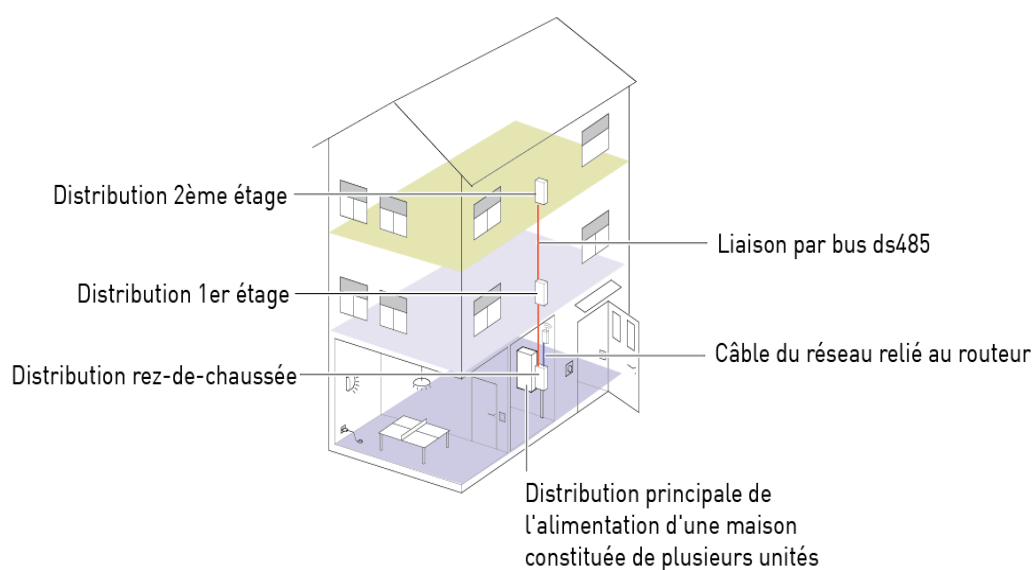 Distribution 2ème étage
Liaison par bus ds485
Distribution 1er étage
Câble du réseau relié au routeur
Distribution rez-de-chaussée
Distribution principale de
l'alimentation d'une maison
constituée de plusieurs unités